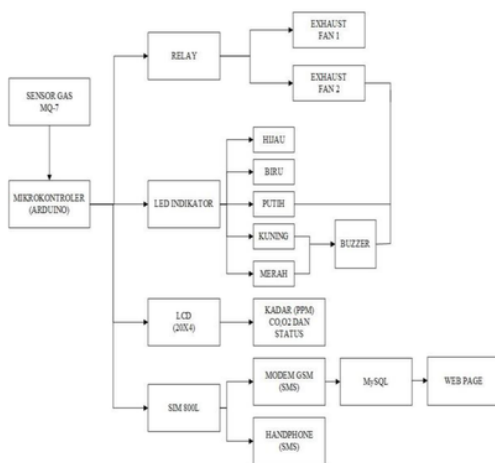 EXHAUST
FAN 1
RELAY
EXHAUST
FAN 2
SENSOR GAS
MQ-7
HIJAU
BIRU
MIKROKONTROLER
(ARDUINO)
LED INDIKATOR
PUTIH
KUNING
BUZZER
MERAH
LCD
(20X4)
KADAR (PPM)
CO,O2 DAN
STATUS
MODEM GSM
(SMS)
MySQL
WEB PAGE
SIM 800L
HANDPHONE
(SMS)